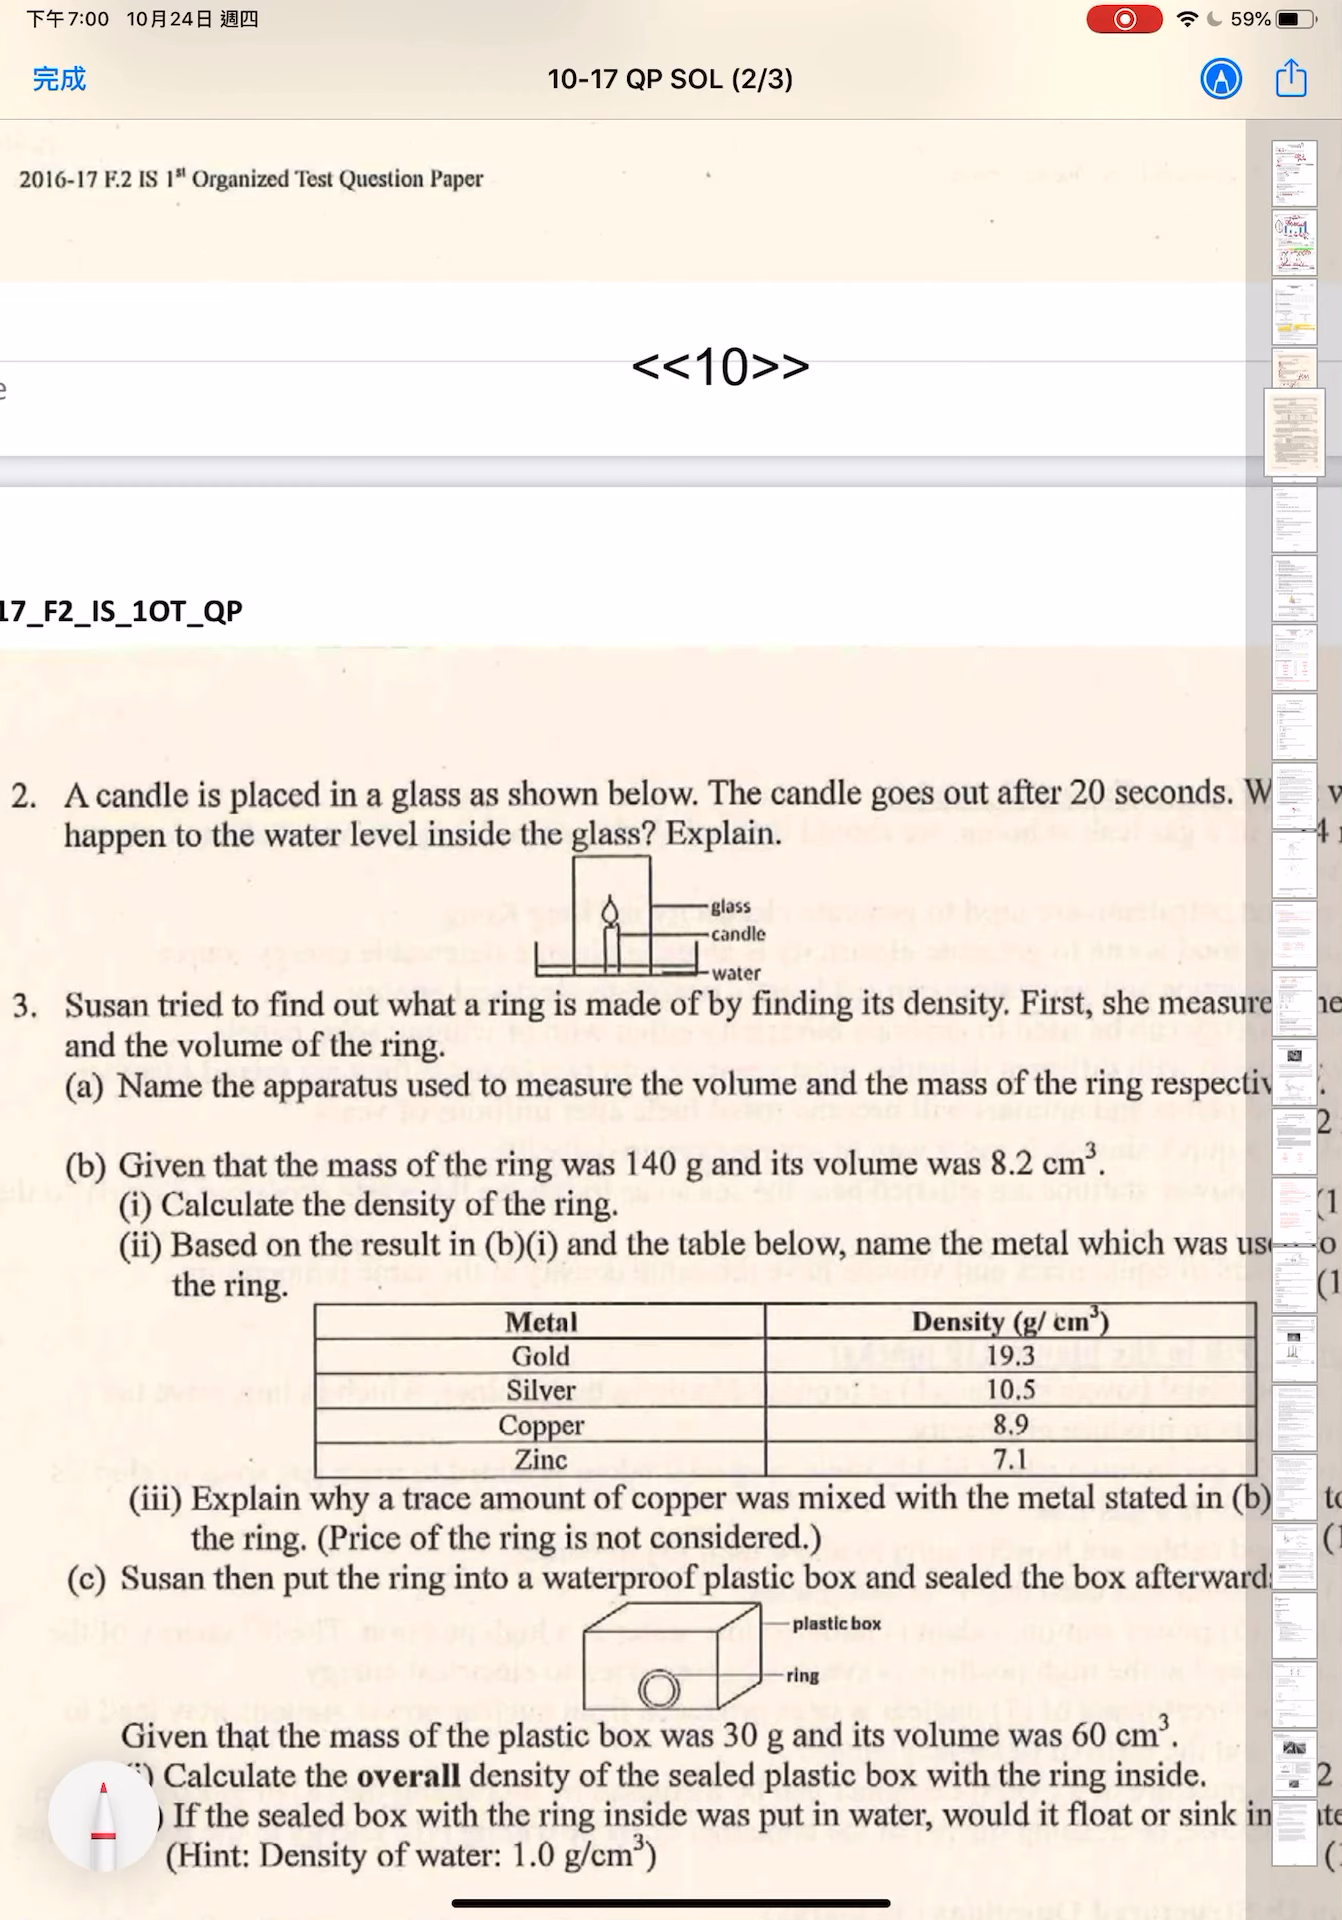 下午7:00 10月24日 週四
59%
完成
10-17 QP SOL (2/3)
2016-17 F.2 IS 1st Organized Test Question Paper
<<10>>
e
17_F2_IS_1OT_QP
2. A candle is placed in a glass as shown below. The candle goes out after 20 seconds. W
happen to the water level inside the glass? Explain.
4
glass
candle
water
3. Susan tried to find out what a ring is made of by finding its density. First, she measure he
and the volume of the ring.
(a) Name the apparatus used to measure the volume and the mass of the ring respectiv
2
(b) Given that the mass of the ring was 140 g and its volume was 8.2 cm³.
(i) Calculate the density of the ring.
(1
(ii) Based on the result in (b)(i) and the table below, name the metal which was us o
the ring.
(1
Metal Density (g/ cm³)
Gold 19.3
Silver 10.5
Copper 8.9
Zinc 7.1
(iii) Explain why a trace amount of copper was mixed with the metal stated in (b) to
the ring. (Price of the ring is not considered.)
(c) Susan then put the ring into a waterproof plastic box and sealed the box afterward
plastic box
ring
Given that the mass of the plastic box was 30 g and its volume was 60 cm³.
) Calculate the overall density of the sealed plastic box with the ring inside.
2
) If the sealed box with the ring inside was put in water, would it float or sink in
(Hint: Density of water: 1.0 g/cm³)